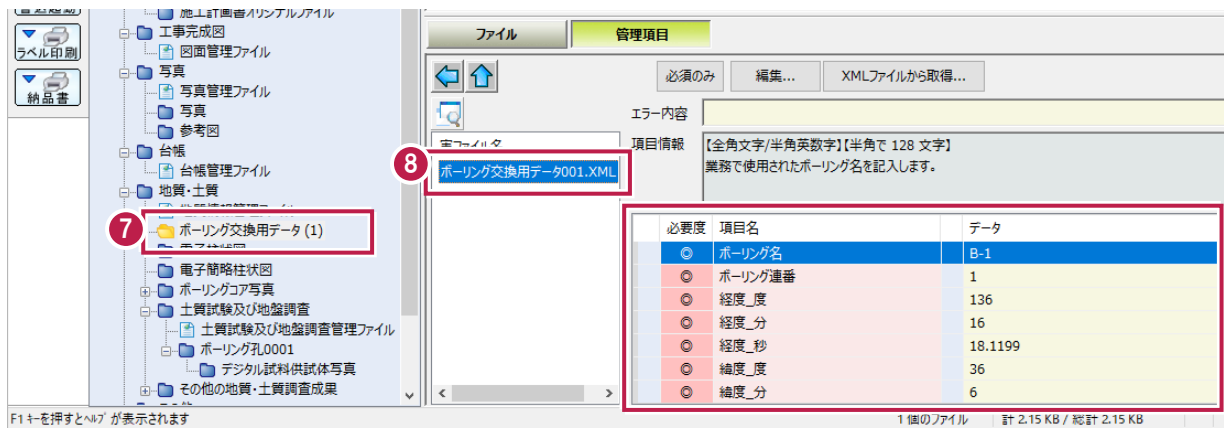 ラベル印刷
納品書
施工計画書オリジナルファイル
工事完成図
図面管理ファイル
写真
写真管理ファイル
写真
参考図
台帳
台帳管理ファイル
地質・土質
7
ボーリング交換用データ (1)
電子簡略柱状図
ボーリングコア写真
土質試験及び地盤調査
土質試験及び地盤調査管理ファイル
ボーリング孔0001
デジタル試料供試体写真
その他の地質・土質調査成果
ファイル
管理項目
必須のみ
編集...
XMLファイルから取得...
エラー内容
実ファイル名
8
ボーリング交換用データ001.XML
項目情報
【全角文字/半角英数字】【半角で 128 文字】
業務で使用されたボーリング名を記入します。
必要度 項目名 データ
◎ ボーリング名 B-1
◎ ボーリング連番 1
◎ 経度_度 136
◎ 経度_分 16
◎ 経度_秒 18.1199
◎ 緯度_度 36
◎ 緯度_分 6
F1 キーを押すとヘルプ が表示されます
1 個のファイル
計 2.15 KB / 総計 2.15 KB